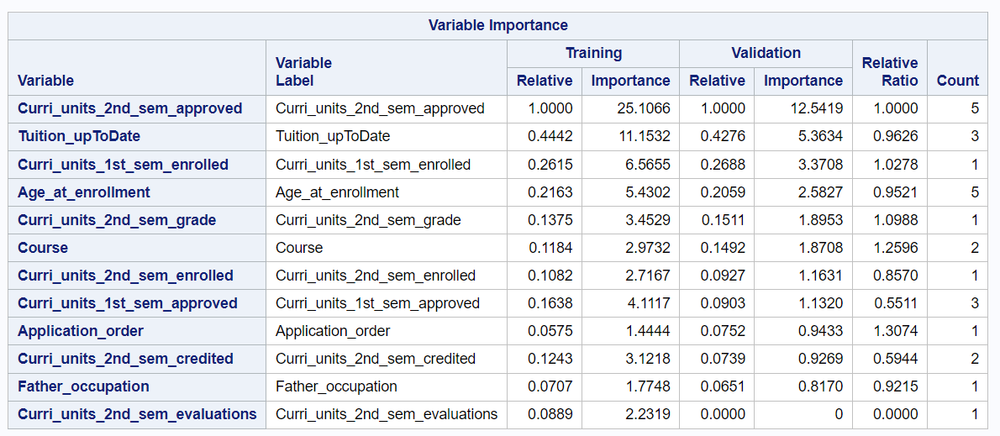 Variable Importance
Variable Variable Label Training Validation Relative Ratio Count
Relative Importance Relative Importance
Curri_units_2nd_sem_approved Curri_units_2nd_sem_approved 1.0000 25.1066 1.0000 12.5419 1.0000 5
Tuition_upToDate Tuition_upToDate 0.4442 11.1532 0.4276 5.3634 0.9626 3
Curri_units_1st_sem_enrolled Curri_units_1st_sem_enrolled 0.2615 6.5655 0.2688 3.3708 1.0278 1
Age_at_enrollment Age_at_enrollment 0.2163 5.4302 0.2059 2.5827 0.9521 5
Curri_units_2nd_sem_grade Curri_units_2nd_sem_grade 0.1375 3.4529 0.1511 1.8953 1.0988 1
Course Course 0.1184 2.9732 0.1492 1.8708 1.2596 2
Curri_units_2nd_sem_enrolled Curri_units_2nd_sem_enrolled 0.1082 2.7167 0.0927 1.1631 0.8570 1
Curri_units_1st_sem_approved Curri_units_1st_sem_approved 0.1638 4.1117 0.0903 1.1320 0.5511 3
Application_order Application_order 0.0575 1.4444 0.0752 0.9433 1.3074 1
Curri_units_2nd_sem_credited Curri_units_2nd_sem_credited 0.1243 3.1218 0.0739 0.9269 0.5944 2
Father_occupation Father_occupation 0.0707 1.7748 0.0651 0.8170 0.9215 1
Curri_units_2nd_sem_evaluations Curri_units_2nd_sem_evaluations 0.0889 2.2319 0.0000 0 0.0000 1